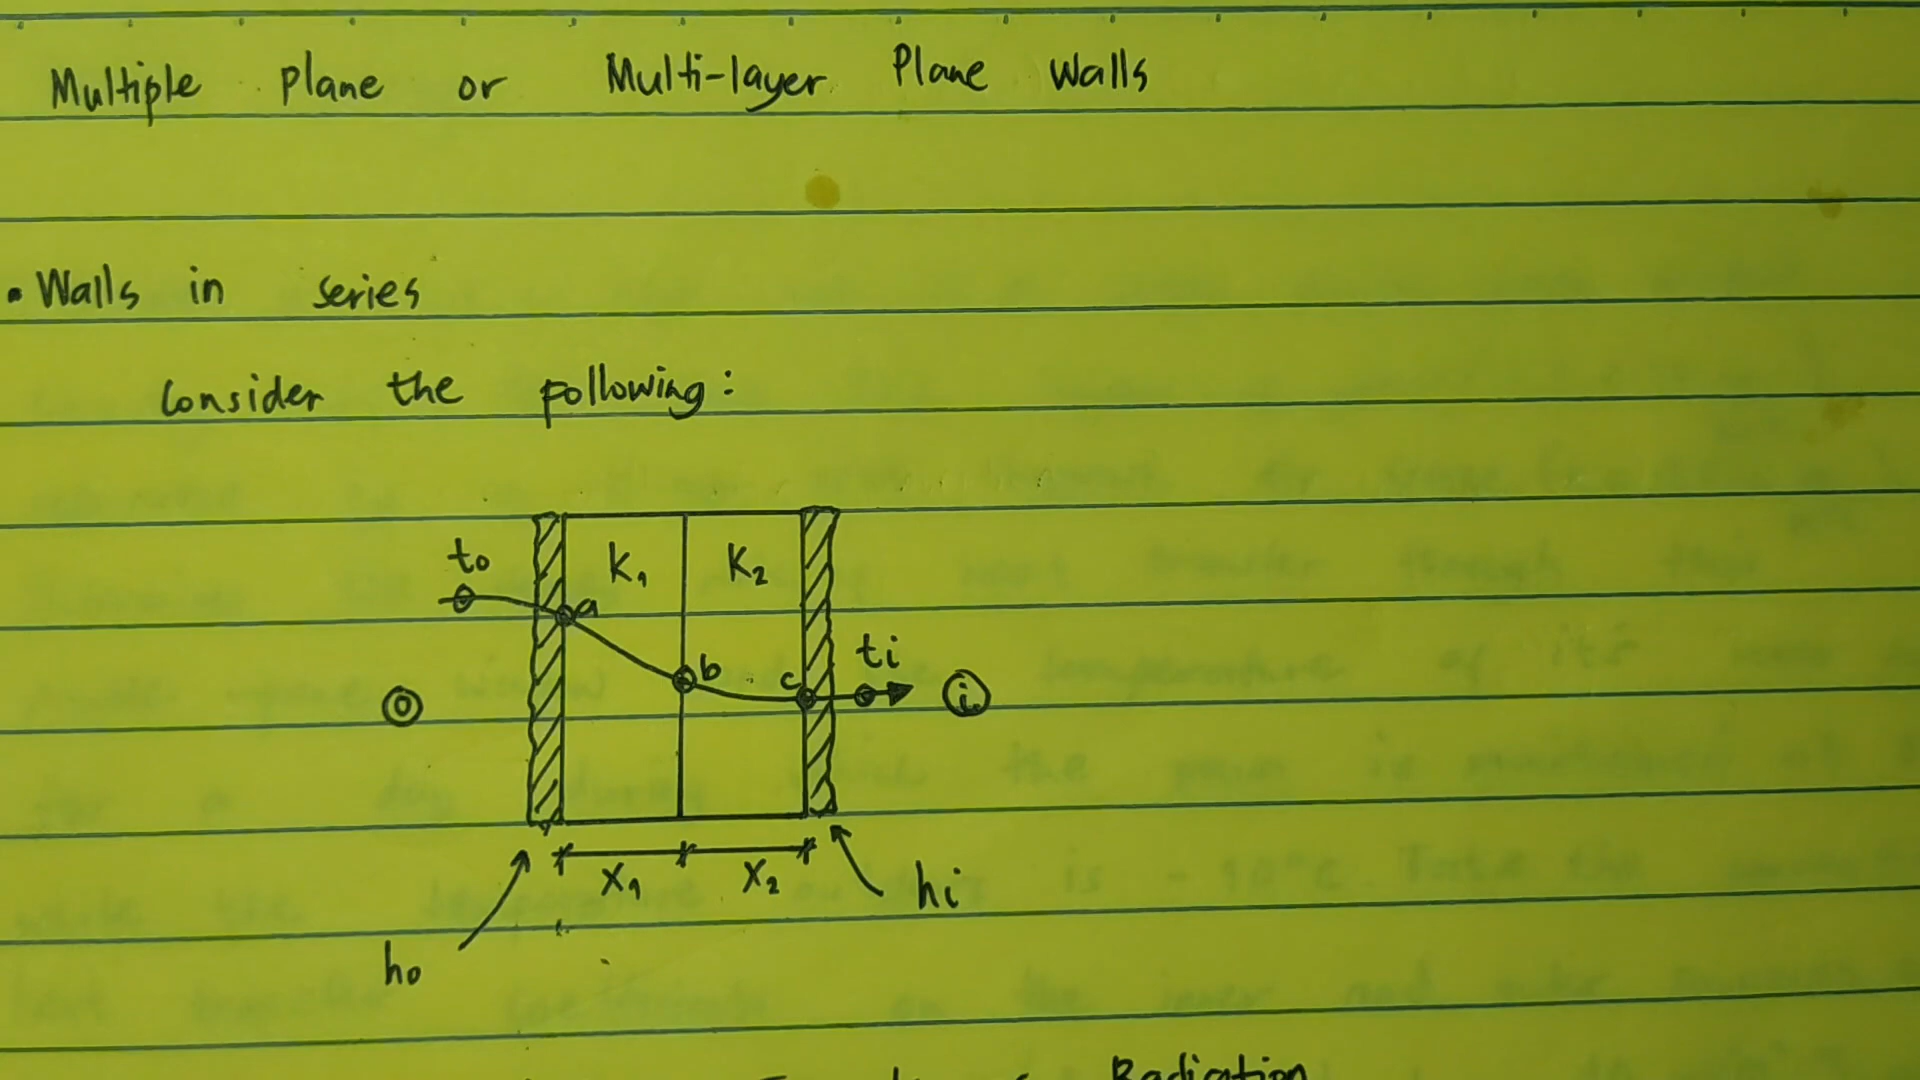 Multiple Plane or Multi-layer Plane Walls
• Walls in series
Consider the following:
to
K₁ K₂
a
b
ti
c
O
i
X₁ X₂
hi
ho
Radiation